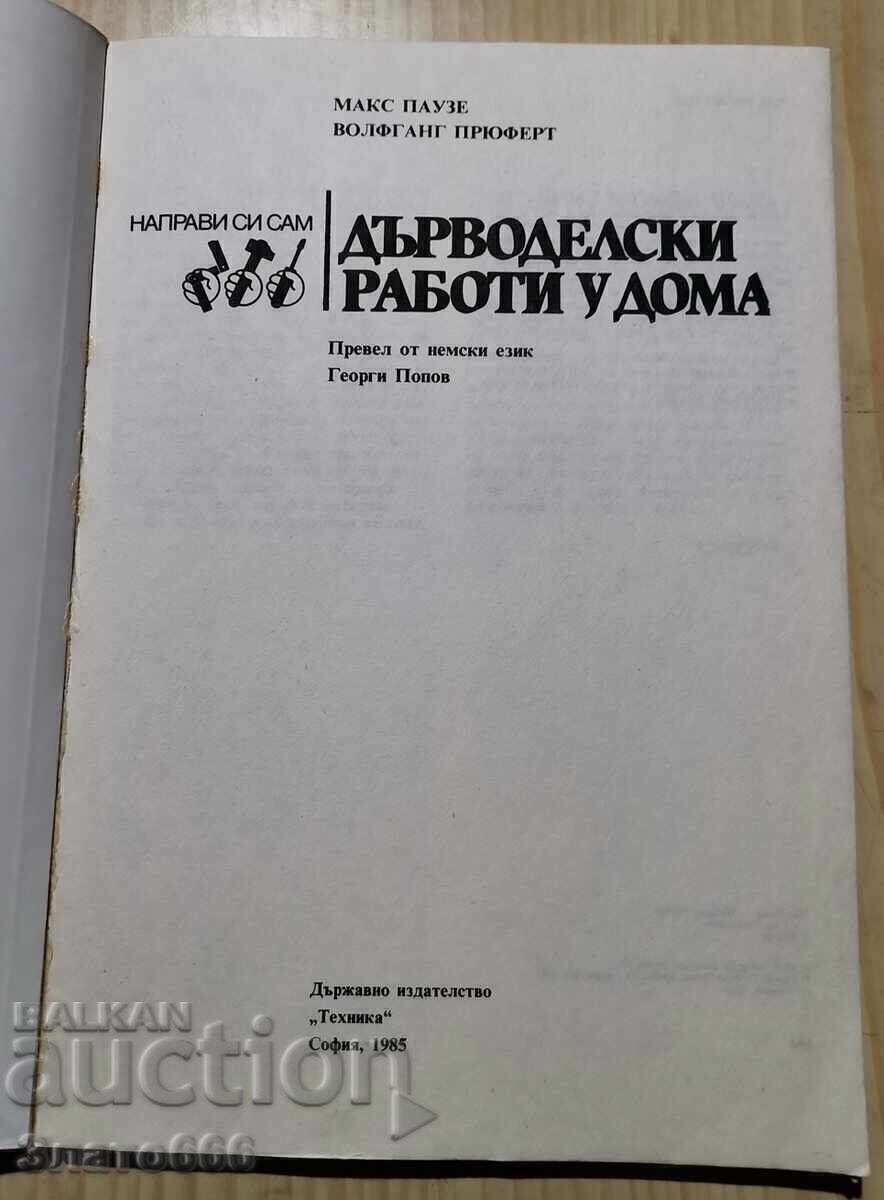 МАКС ПАУЗЕ
ВОЛФГАНГ ПРЮФЕРТ
НАПРАВИ СИ САМ
ДЪРВОДЕЛСКИ
РАБОТИ У ДОМА
Превел от немски език
Георги Попов
Държавно издателство
„Техника“
София, 1985
BALKAN
auction
Злато666